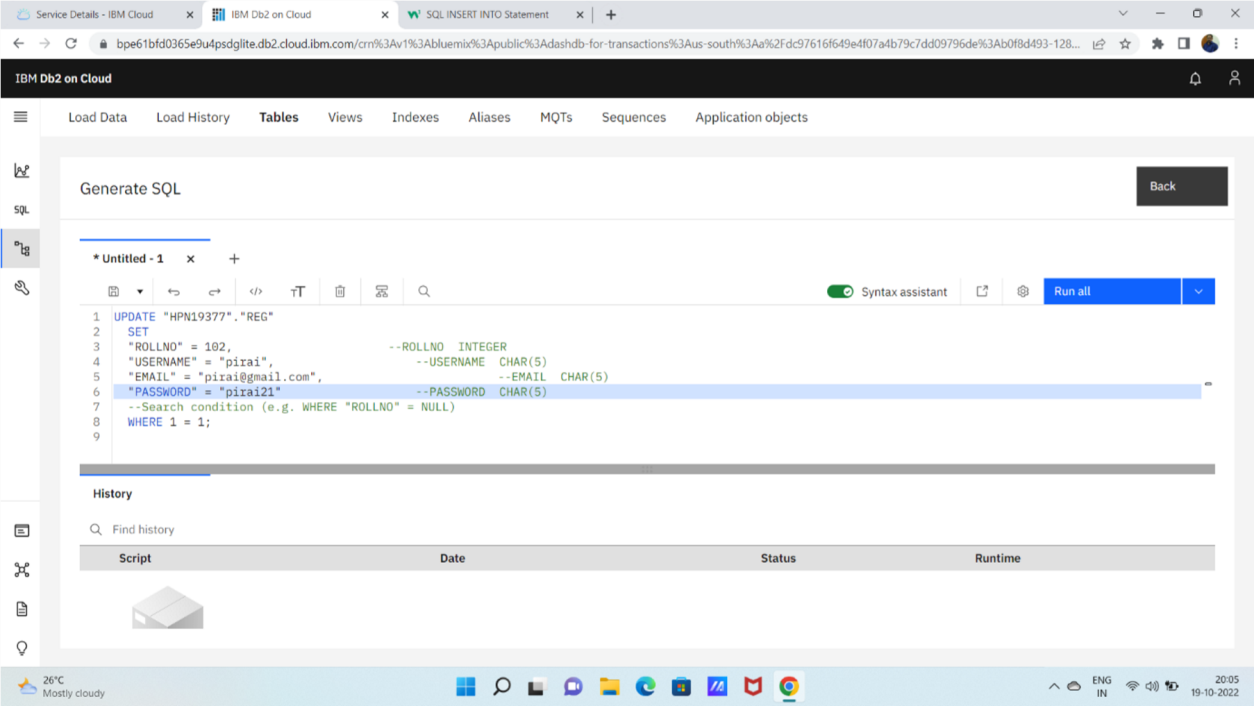 Service Details - IBM Cloud
IBM Db2 on Cloud
SQL INSERT INTO Statement
bpe61bfd0365e9u4psdglite.db2.cloud.ibm.com/crn%3Av1%3Abluemix%3Apublic%3Adashdb-for-transactions%3Aus-south%3Aa%2Fdc97616f649e4f07a4b79c7dd09796de%3Ab0f8d493-128...
IBM Db2 on Cloud
Load Data Load History Tables Views Indexes Aliases MQTs Sequences Application objects
SQL
Generate SQL
Back
* Untitled - 1
Syntax assistant
Run all
1 UPDATE "HPN19377"."REG"
2 SET
3 "ROLLNO" = 102, --ROLLNO INTEGER
4 "USERNAME" = "pirai", --USERNAME CHAR(5)
5 "EMAIL" = "pirai@gmail.com", --EMAIL CHAR(5)
6 "PASSWORD" = "pirai21" --PASSWORD CHAR(5)
7 --Search condition (e.g. WHERE "ROLLNO" = NULL)
8 WHERE 1 = 1;
9
History
Find history
Script Date Status Runtime
26°C
Mostly cloudy
ENG
IN
20:05
19-10-2022